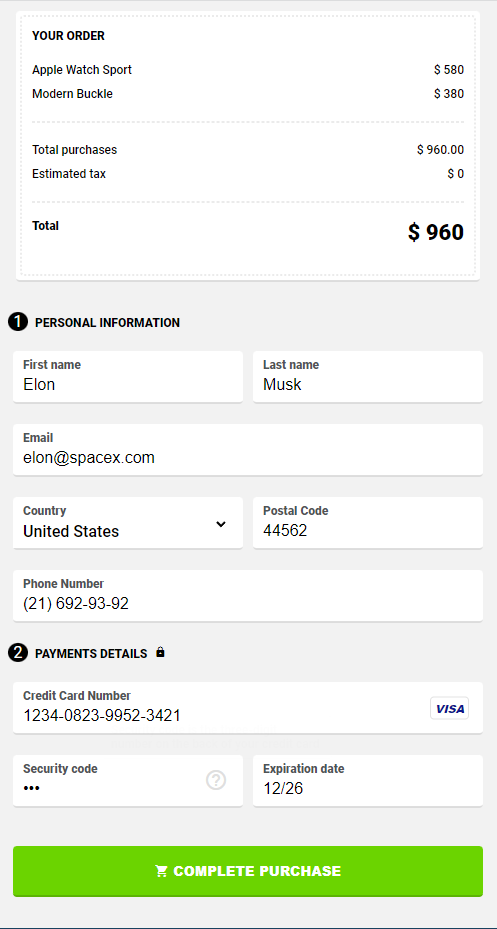 YOUR ORDER
Apple Watch Sport $ 580
Modern Buckle $ 380
Total purchases $ 960.00
Estimated tax $ 0
Total $ 960
1 PERSONAL INFORMATION
First name Last name
Elon Musk
Email
elon@spacex.com
Country Postal Code
United States 44562
Phone Number
(21) 692-93-92
2 PAYMENTS DETAILS
Credit Card Number
1234-0823-9952-3421 VISA
Security code Expiration date
••• ? 12/26
COMPLETE PURCHASE